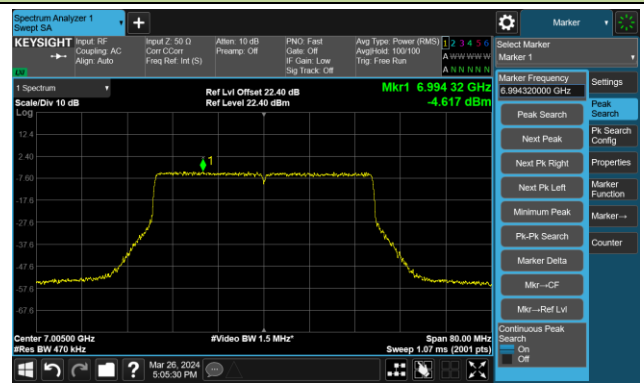 Spectrum Analyzer 1
Swept SA
Marker
KEYSIGHT
Input: RF
Coupling: AC
Align: Auto
Input Z: 50 Ω
Corr CCorr
Freq Ref: Int (S)
Atten: 10 dB
Preamp: Off
PNO: Fast
Gate: Off
IF Gain: Low
Sig Track: Off
Avg Type: Power (RMS)
Avg|Hold: 100/100
Trig: Free Run
1 2 3 4 5 6
A W W W W W
A N N N N N
LW
Select Marker
Marker 1
1 Spectrum
Scale/Div 10 dB
Log
Ref Lvl Offset 22.40 dB
Ref Level 22.40 dBm
Mkr1 6.994 32 GHz
-4.617 dBm
12.4
2.40
-7.60
-17.6
-27.6
-37.6
-47.6
-57.6
-67.6
1
Center 7.00500 GHz
#Res BW 470 kHz
#Video BW 1.5 MHz*
Span 80.00 MHz
Sweep 1.07 ms (2001 pts)
Marker Frequency
6.994320000 GHz
Peak Search
Next Peak
Next Pk Right
Next Pk Left
Minimum Peak
Pk-Pk Search
Marker Delta
Mkr→CF
Mkr→Ref Lvl
Continuous Peak
Search
On
Off
Settings
Peak
Search
Pk Search
Config
Properties
Marker
Function
Marker→
Counter
?
Mar 26, 2024
5:05:30 PM